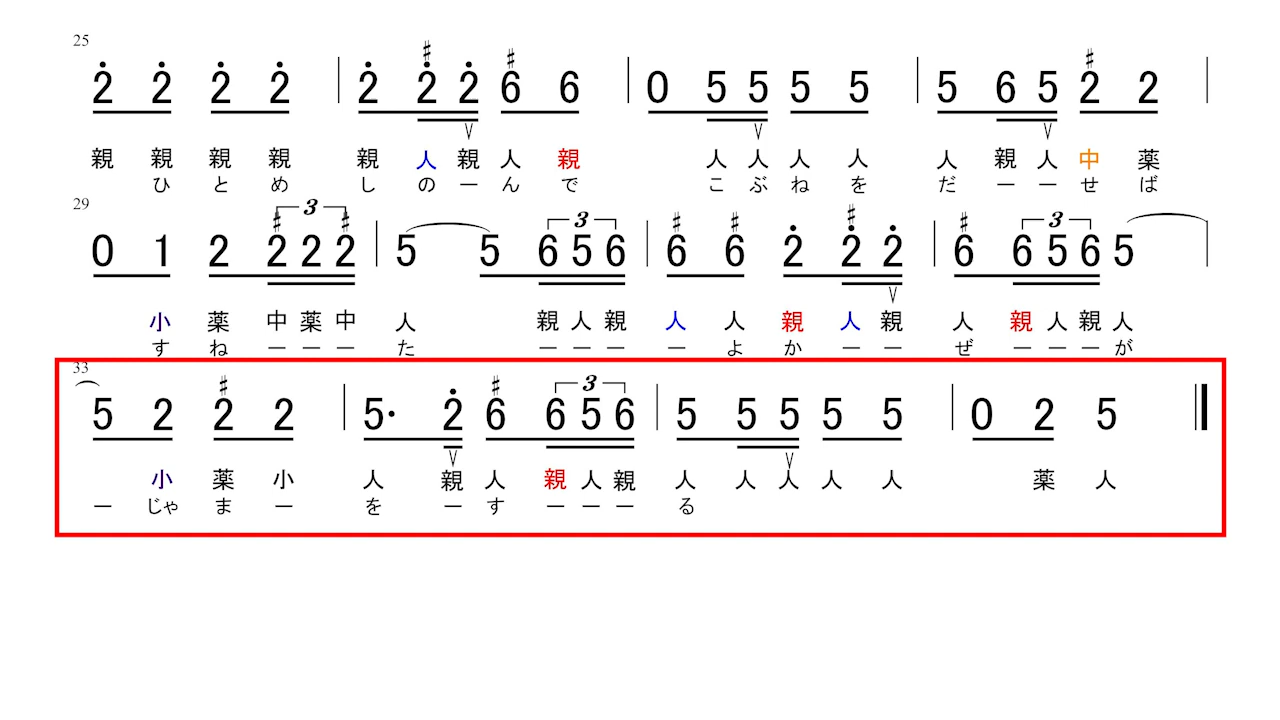 25
♯ ♯ ♯
2 2 2 2 | 2 2 2 6 6 | 0 5 5 5 5 | 5 6 5 2 2 |
V V V
親 親 親 親 親 人 親 人 親 人 人 人 人 人 親 人 中 薬
ひ と め し の ー ん で こ ぶ ね を だ ー ー せ ば
29
3 3 3
♯ ♯ ♯ ♯ ♯ ♯
0 1 2 2 2 2 | 5 5 6 5 6 | 6 6 2 2 2 | 6 6 5 6 5 |
V
小 薬 中 薬 中 人 親 人 親 人 人 親 人 親 人 親 人 親 人
す ね ー ー ー た ー ー ー ー よ か ー ー ぜ ー ー ー が
33
♯ ♯ 3
5 2 2 2 | 5· 2 6 6 5 6 | 5 5 5 5 5 | 0 2 5
V V
小 薬 小 人 親 人 親 人 親 人 人 人 人 人 薬 人
ー じゃ ま ー を ー す ー ー ー る